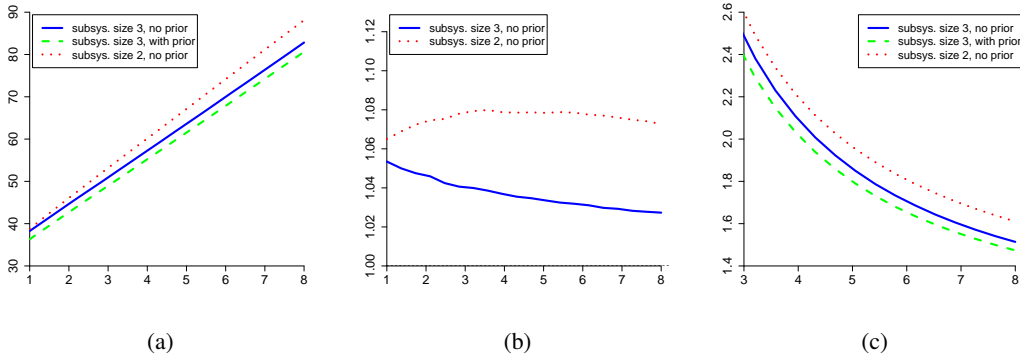 subsys. size 3, no prior
subsys. size 3, with prior
subsys. size 2, no prior
90
80
70
60
50
40
30
1 2 3 4 5 6 7 8
(a)
subsys. size 3, no prior
subsys. size 2, no prior
1.12
1.10
1.08
1.06
1.04
1.02
1.00
1 2 3 4 5 6 7 8
(b)
subsys. size 3, no prior
subsys. size 3, with prior
subsys. size 2, no prior
2.6
2.4
2.2
2.0
1.8
1.6
1.4
3 4 5 6 7 8
(c)